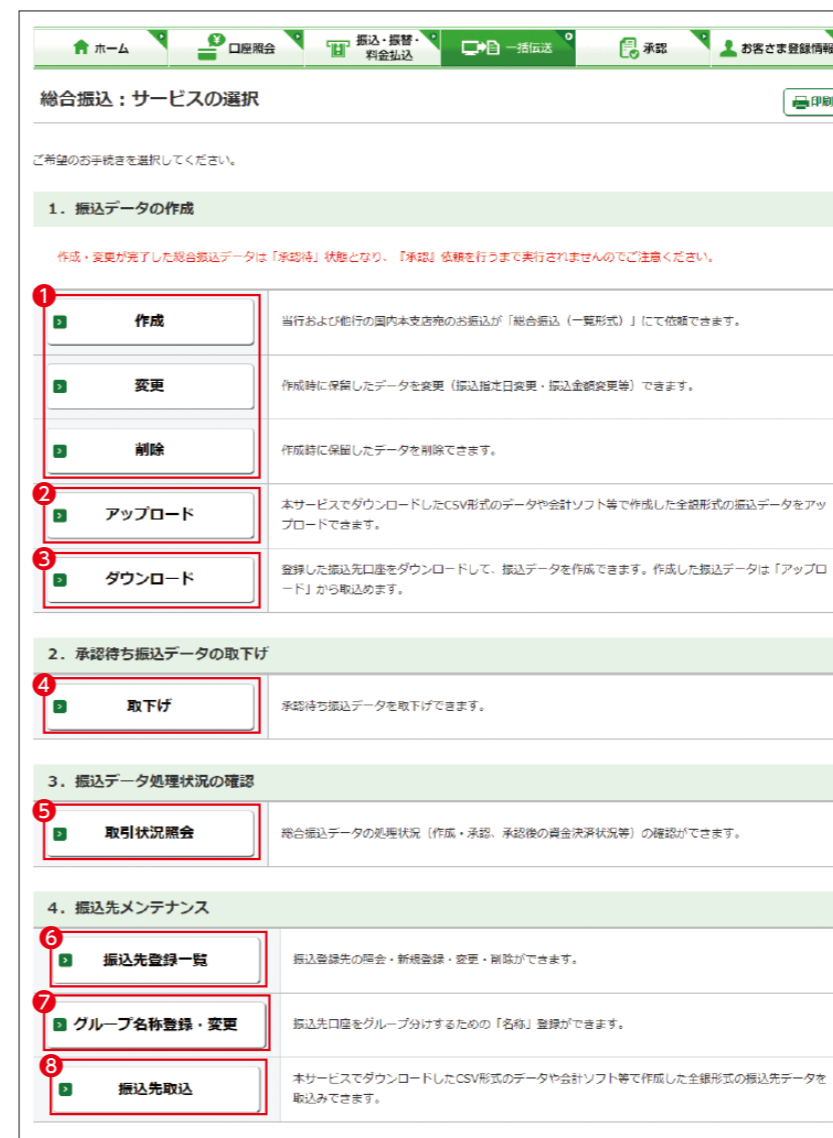 ホーム 口座照会 振込・振替・ 一括伝送 承認 お客さま登録情報
料金払込
総合振込：サービスの選択 印刷
ご希望のお手続きを選択してください。
1. 振込データの作成
作成・変更が完了した総合振込データは「承認待」状態となり、『承認』依頼を行うまで実行されませんのでご注意ください。
1
作成 当行および他行の国内本支店宛のお振込が「総合振込（一覧形式）」にて依頼できます。
変更 作成時に保留したデータを変更（振込指定日変更・振込金額変更等）できます。
削除 作成時に保留したデータを削除できます。
2
アップロード 本サービスでダウンロードしたCSV形式のデータや会計ソフト等で作成した全銀形式の振込データをアッ
プロードできます。
3
ダウンロード 登録した振込先口座をダウンロードして、振込データを作成できます。作成した振込データは「アップロ
ード」から取込めます。
2. 承認待ち振込データの取下げ
4
取下げ 承認待ち振込データを取下げできます。
3. 振込データ処理状況の確認
5
取引状況照会 総合振込データの処理状況（作成・承認、承認後の資金決済状況等）の確認ができます。
4. 振込先メンテナンス
6
振込先登録一覧 振込登録先の照会・新規登録・変更・削除ができます。
7
グループ名称登録・変更 振込先口座をグループ分けするための「名称」登録ができます。
8
振込先取込 本サービスでダウンロードしたCSV形式のデータや会計ソフト等で作成した全銀形式の振込先データを
取込みできます。